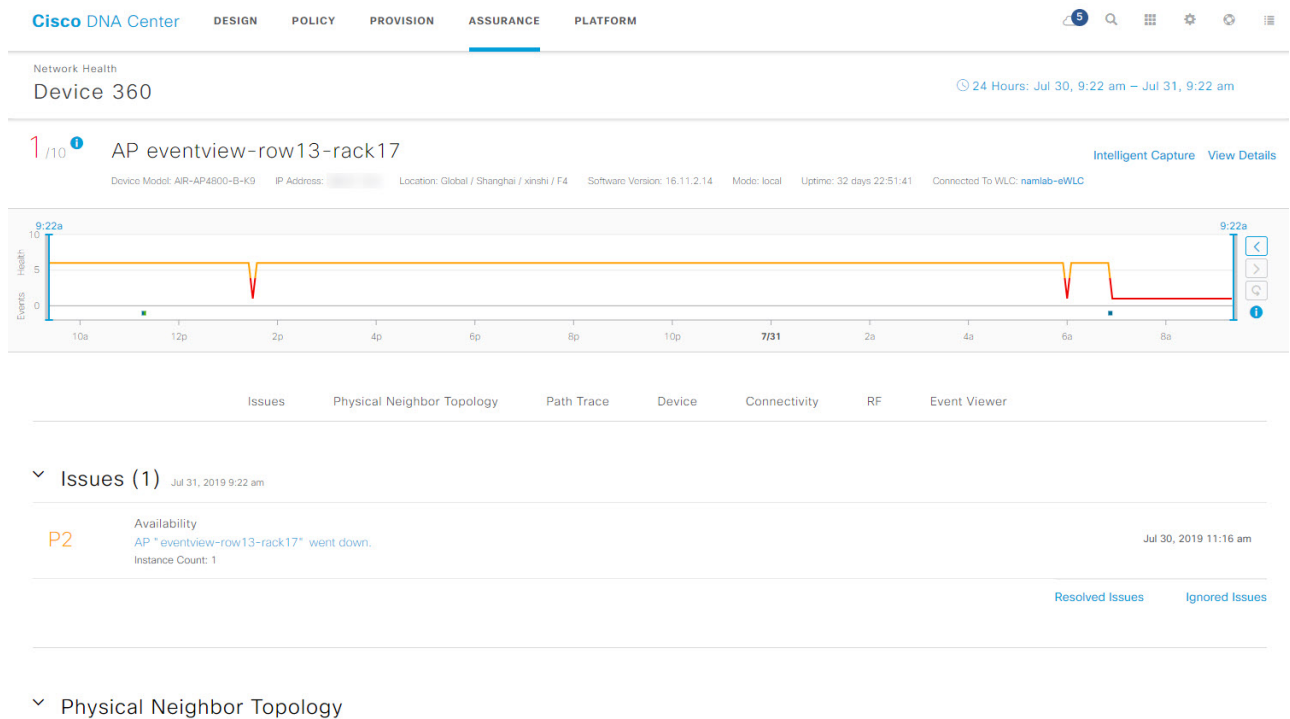 Cisco DNA Center DESIGN POLICY PROVISION ASSURANCE PLATFORM 5
Network Health
Device 360
24 Hours: Jul 30, 9:22 am – Jul 31, 9:22 am
1/10 AP eventview-row13-rack17
Intelligent Capture View Details
Device Model: AIR-AP4800-B-K9 IP Address: Location: Global / Shanghai / xinshi / F4 Software Version: 16.11.2.14 Mode: local Uptime: 32 days 22:51:41 Connected To WLC: namlab-eWLC
9:22a 9:22a
10
Health
5
Events
0
10a 12p 2p 4p 6p 8p 10p 7/31 2a 4a 6a 8a
Issues Physical Neighbor Topology Path Trace Device Connectivity RF Event Viewer
Issues (1) Jul 31, 2019 9:22 am
Availability
P2 AP "eventview-row13-rack17" went down. Jul 30, 2019 11:16 am
Instance Count: 1
Resolved Issues Ignored Issues
Physical Neighbor Topology